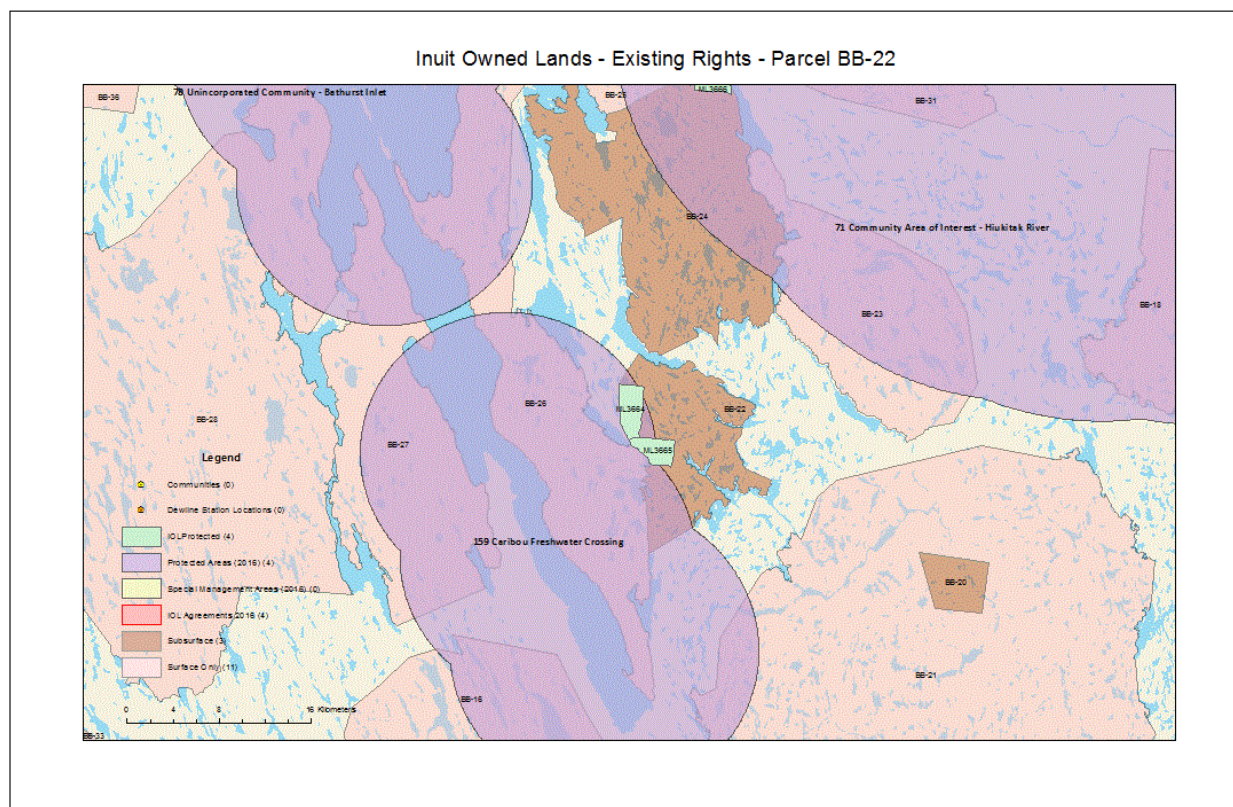 Inuit Owned Lands - Existing Rights - Parcel BB-22
BB-36
78 Unincorporated Community - Bathurst Inlet
BB-25
ML3666
BB-31
BB-24
71 Community Area of Interest - Hiukitak River
BB-18
BB-23
BB-26
ML3664
BB-22
BB-28
BB-27
ML3665
Legend
Communities (0)
Dewline Station Locations (0)
IOLProtected (4)
Protected Areas (2016) (4)
Special Management Areas (2016) (0)
IOL Agreements 2016 (4)
Subsurface (3)
Surface Only (11)
159 Caribou Freshwater Crossing
BB-20
BB-21
BB-16
0 4 8 16 Kilometers
BB-33